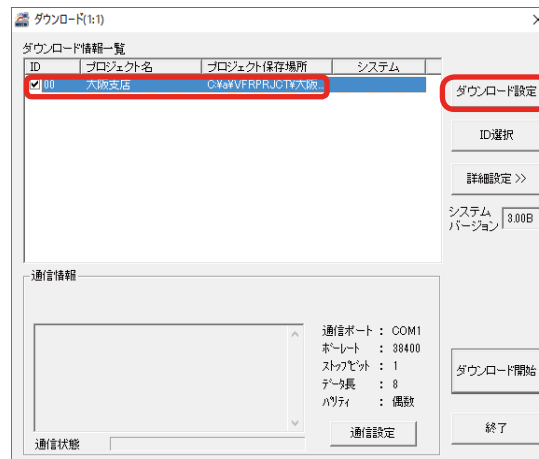 ダウンロード(1:1)
ダウンロード情報一覧
ID プロジェクト名 プロジェクト保存場所 システム
00 大阪支店 C:¥a¥VFRPRJCT¥大阪...
ダウンロード設定
ID選択
詳細設定 >>
システムバージョン 3.00B
通信情報
通信ポート : COM1
ボーレート : 38400
ストップビット : 1
データ長 : 8
パリティ : 偶数
通信設定
通信状態
ダウンロード開始
終了